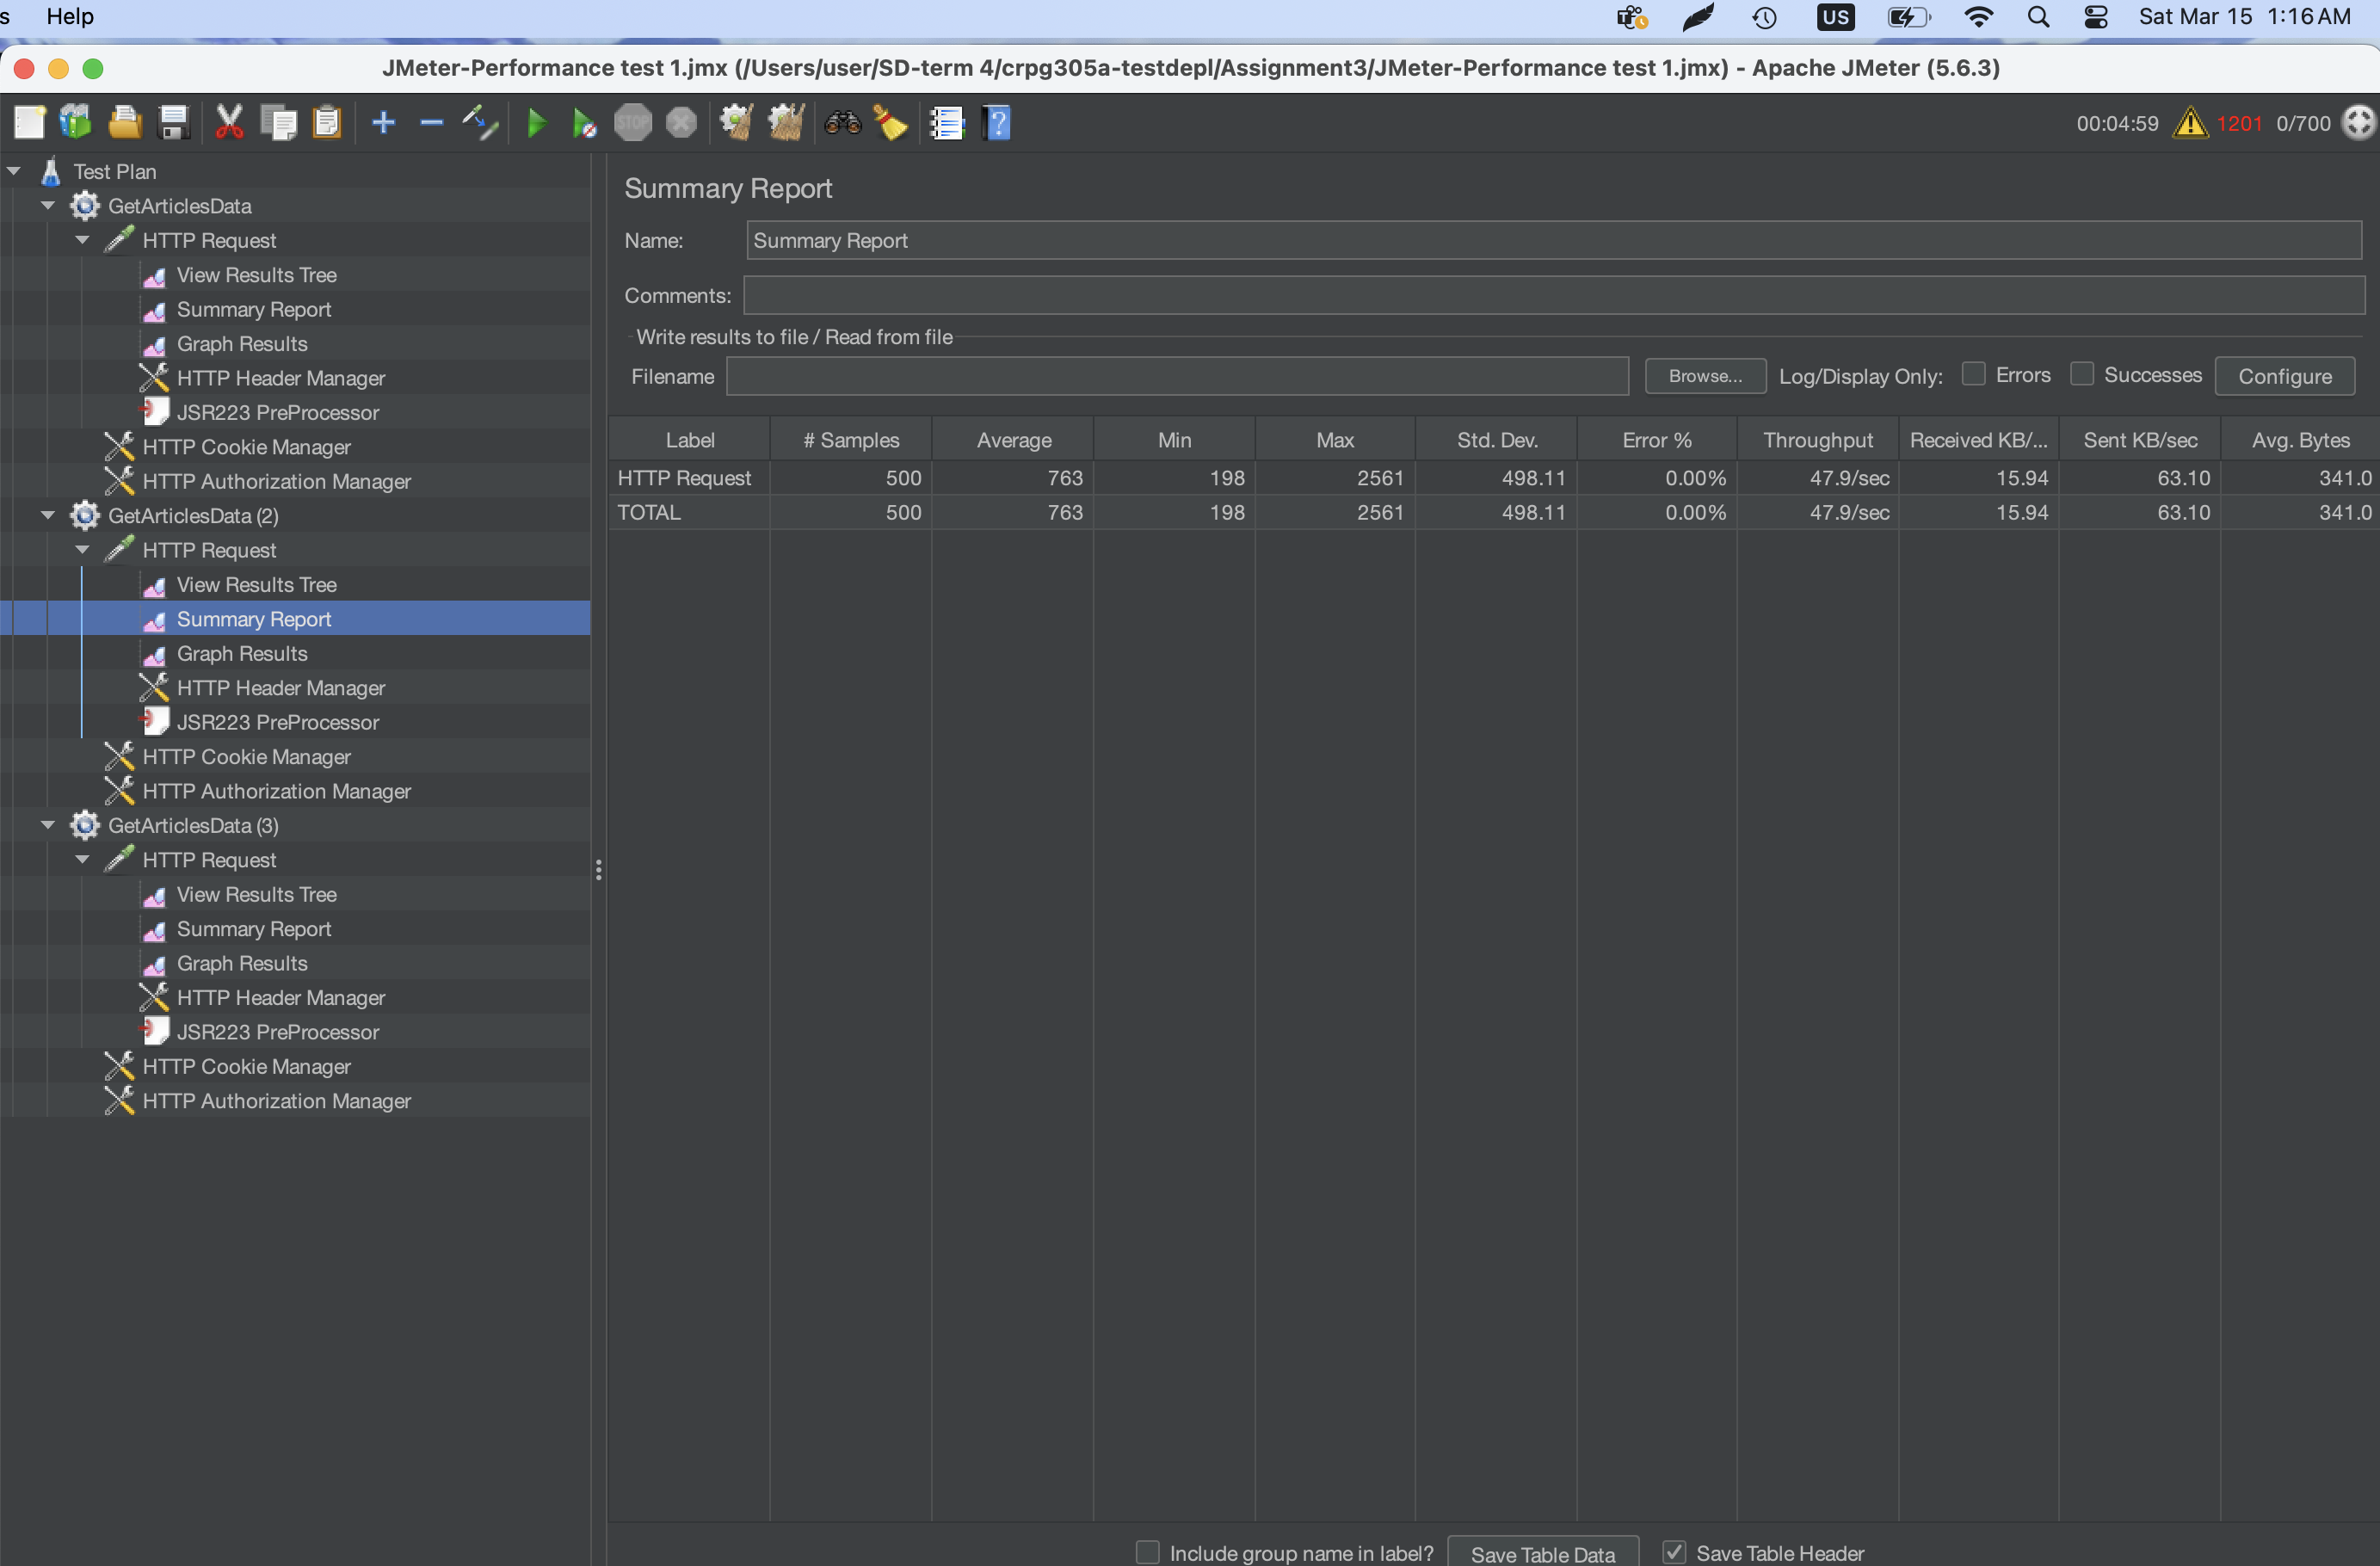 s Help US Sat Mar 15 1:16 AM
JMeter-Performance test 1.jmx (/Users/user/SD-term 4/crpg305a-testdepl/Assignment3/JMeter-Performance test 1.jmx) - Apache JMeter (5.6.3)
STOP ? 00:04:59 1201 0/700
Test Plan
GetArticlesData
HTTP Request
View Results Tree
Summary Report
Graph Results
HTTP Header Manager
JSR223 PreProcessor
HTTP Cookie Manager
HTTP Authorization Manager
GetArticlesData (2)
HTTP Request
View Results Tree
Summary Report
Graph Results
HTTP Header Manager
JSR223 PreProcessor
HTTP Cookie Manager
HTTP Authorization Manager
GetArticlesData (3)
HTTP Request
View Results Tree
Summary Report
Graph Results
HTTP Header Manager
JSR223 PreProcessor
HTTP Cookie Manager
HTTP Authorization Manager
Summary Report
Name: Summary Report
Comments:
Write results to file / Read from file
Filename Browse... Log/Display Only: Errors Successes Configure
Label # Samples Average Min Max Std. Dev. Error % Throughput Received KB/... Sent KB/sec Avg. Bytes
HTTP Request 500 763 198 2561 498.11 0.00% 47.9/sec 15.94 63.10 341.0
TOTAL 500 763 198 2561 498.11 0.00% 47.9/sec 15.94 63.10 341.0
Include group name in label? Save Table Data Save Table Header